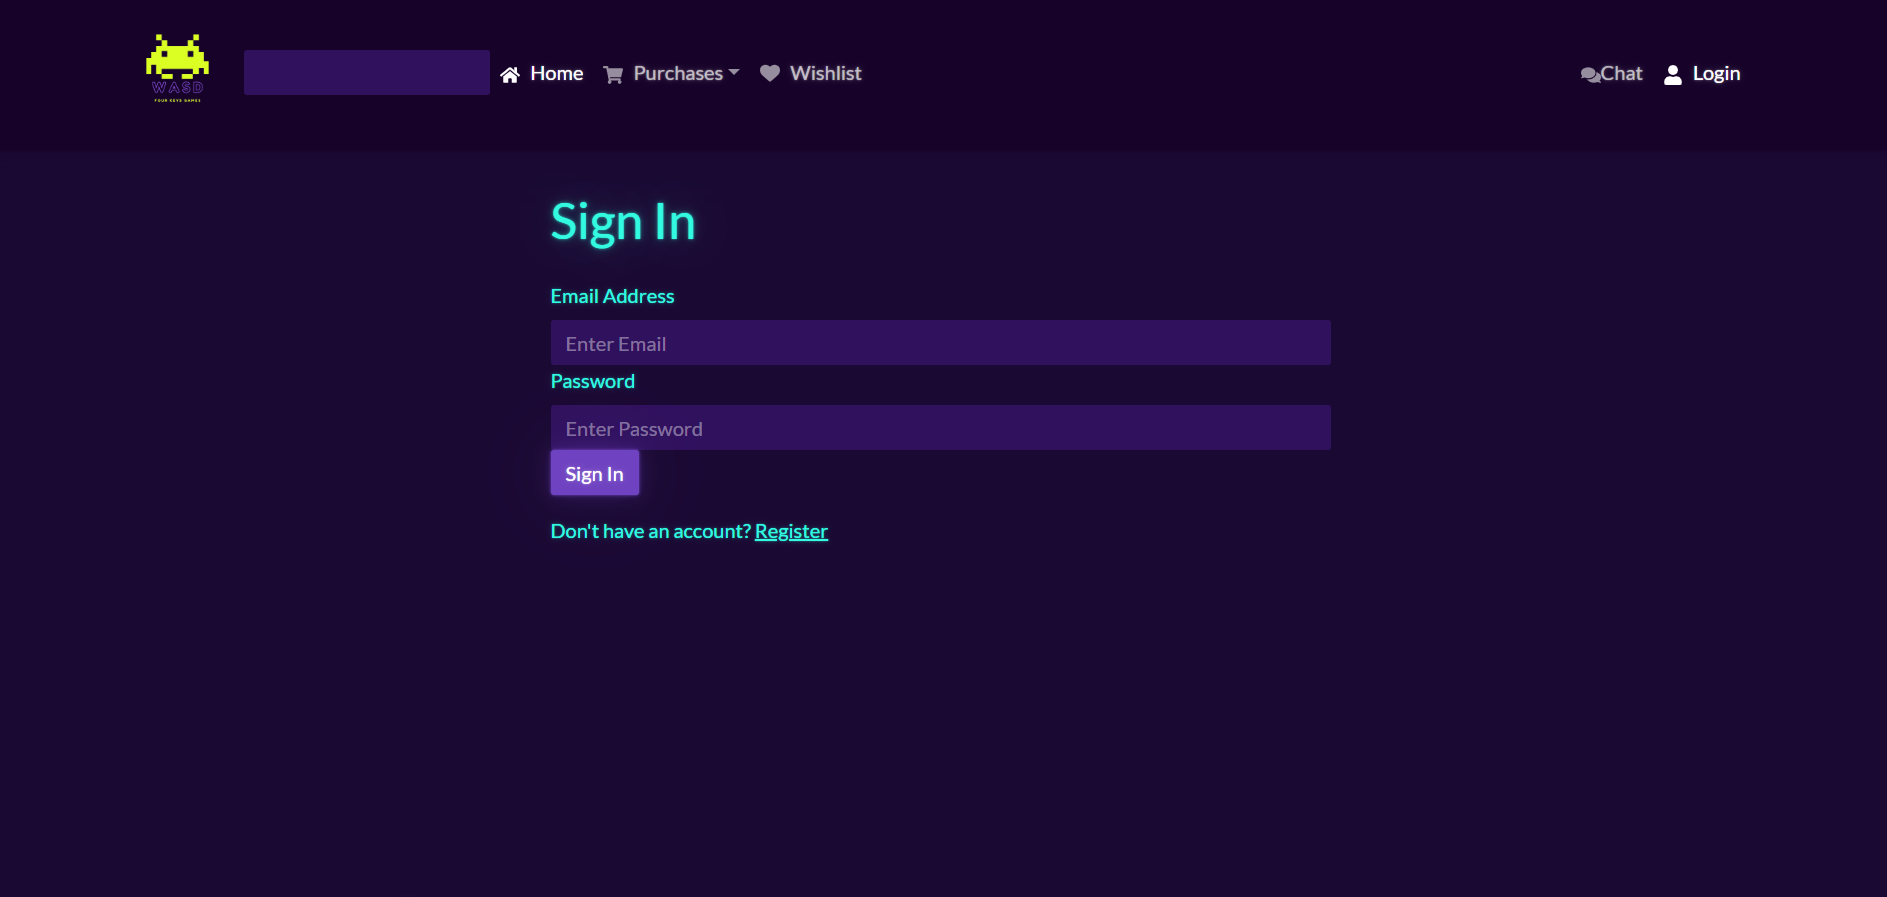 WASD
FOUR KEYS GAMES
Home Purchases Wishlist Chat Login
Sign In
Email Address
Enter Email
Password
Enter Password
Sign In
Don't have an account? Register